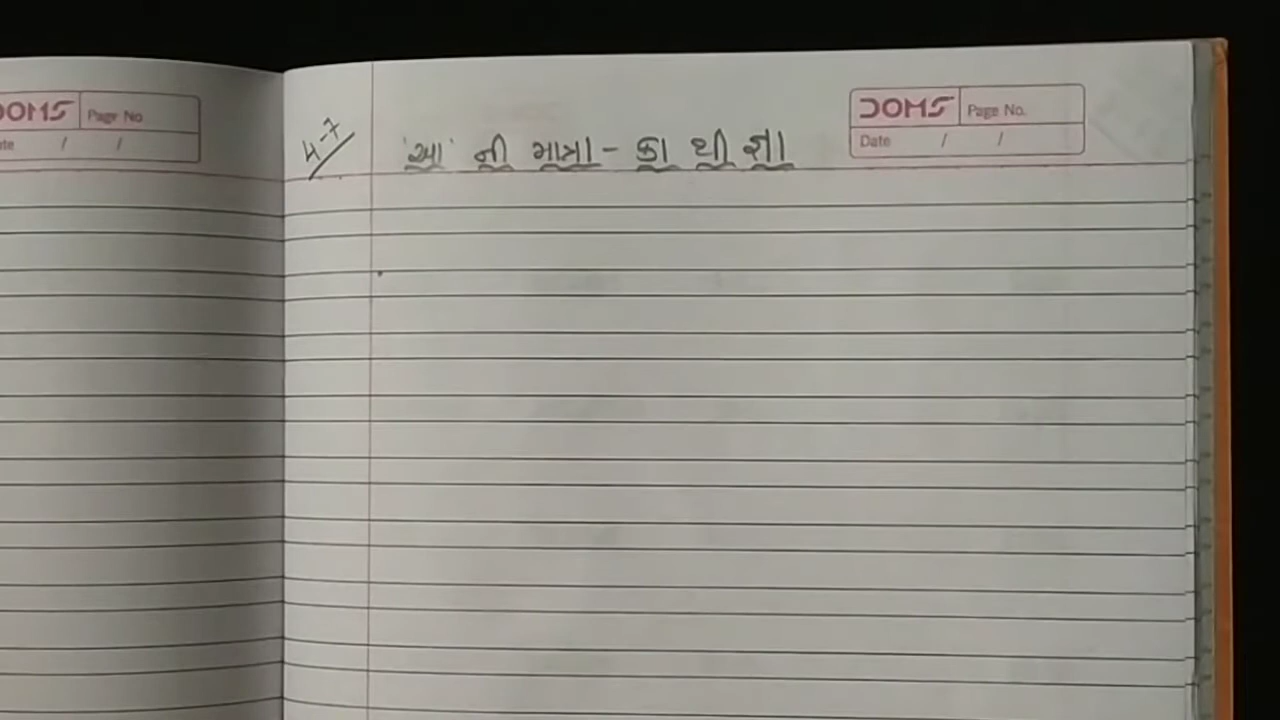 DOMS Page No
Date / /
4-7
'આ' ની માત્રા - કા થી જ્ઞા
DOMS Page No.
Date / /